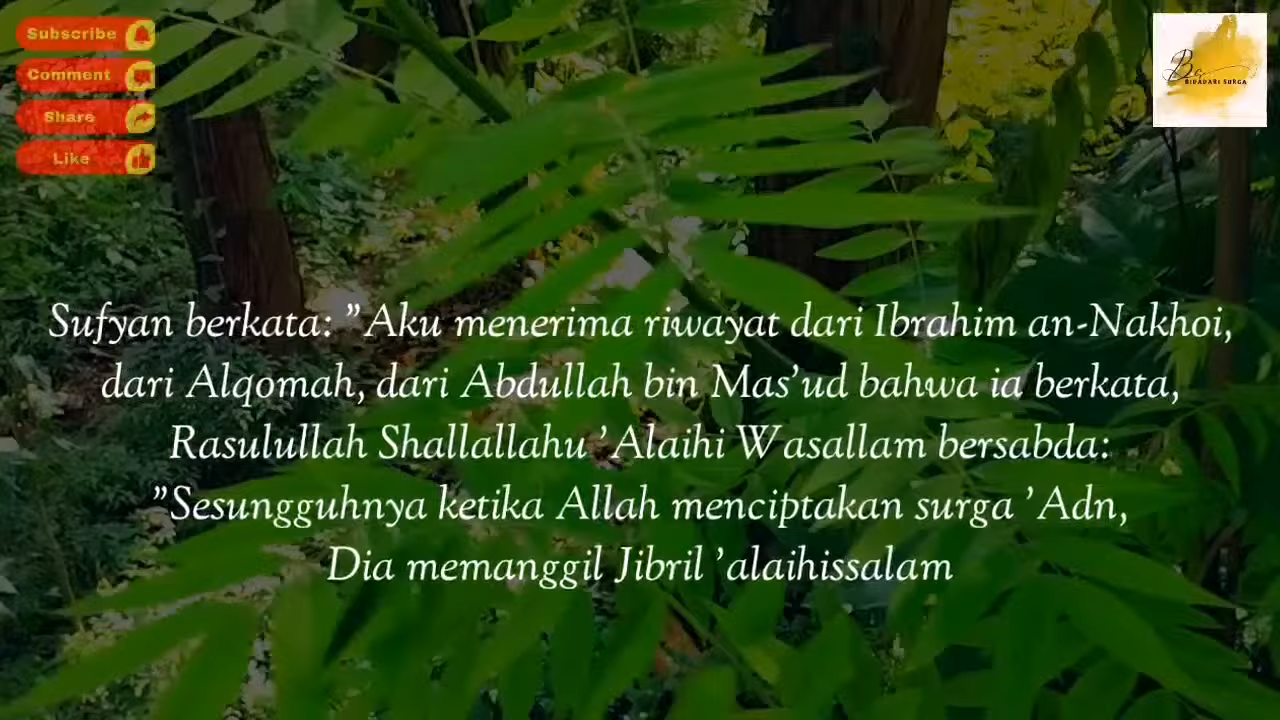 Subscribe
Comment
Share
Like
BIDADARI SURGA
Sufyan berkata: "Aku menerima riwayat dari Ibrahim an-Nakhoi,
dari Alqomah, dari Abdullah bin Mas'ud bahwa ia berkata,
Rasulullah Shallallahu 'Alaihi Wasallam bersabda:
"Sesungguhnya ketika Allah menciptakan surga 'Adn,
Dia memanggil Jibril 'alaihissalam